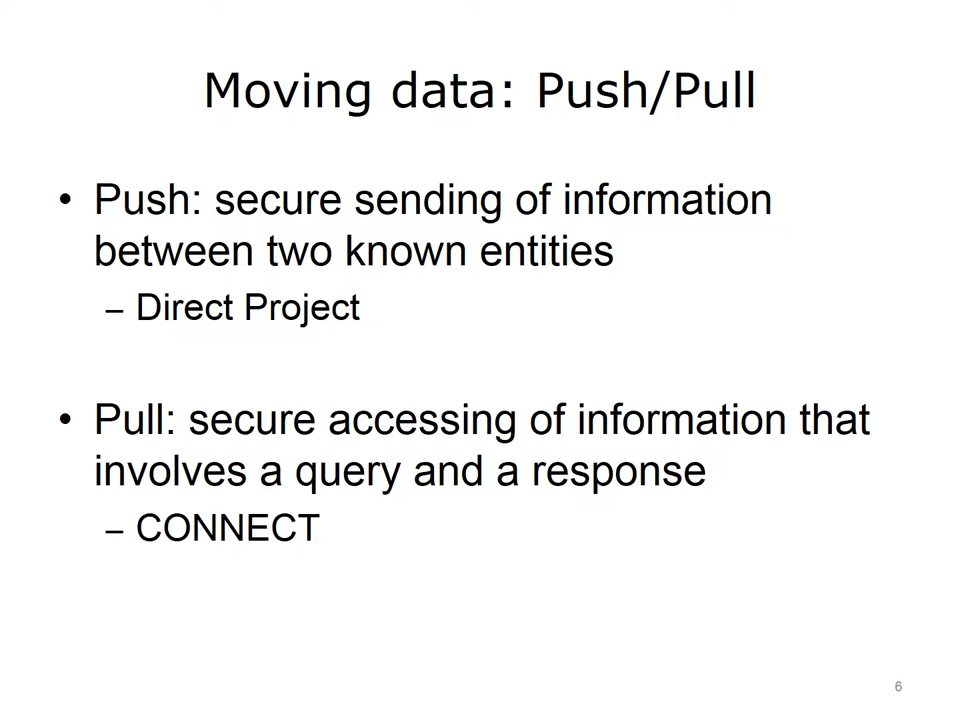 Moving data: Push/Pull
• Push: secure sending of information
between two known entities
– Direct Project
• Pull: secure accessing of information that
involves a query and a response
– CONNECT
6